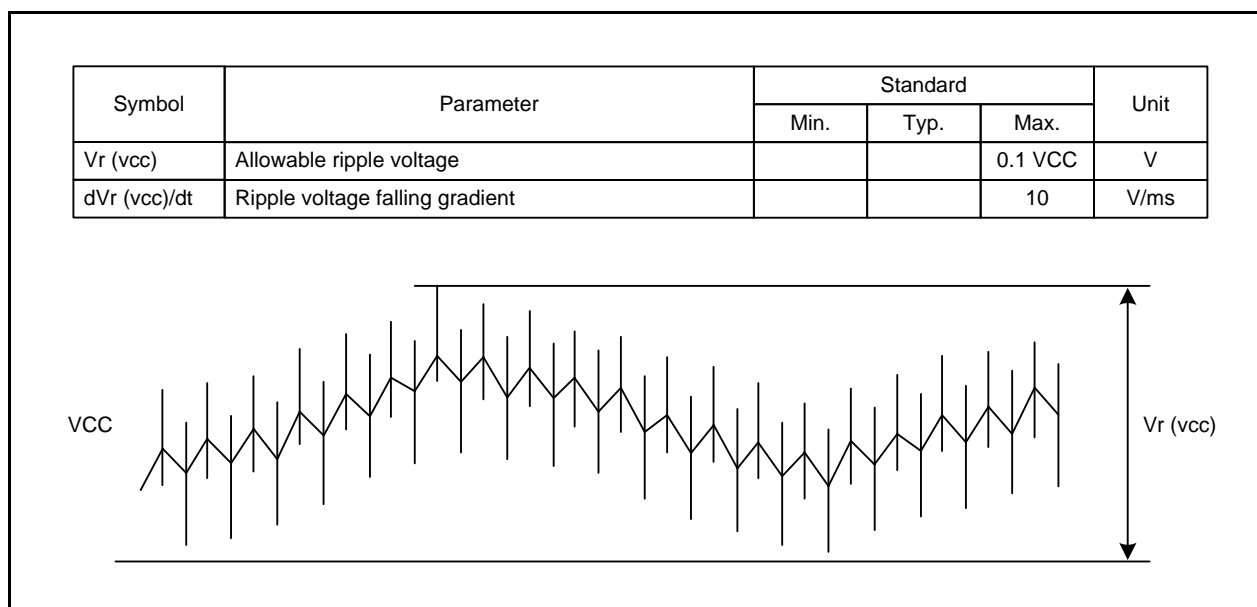 Symbol Parameter Standard Unit
Min. Typ. Max.
Vr (vcc) Allowable ripple voltage 0.1 VCC V
dVr (vcc)/dt Ripple voltage falling gradient 10 V/ms
VCC
Vr (vcc)